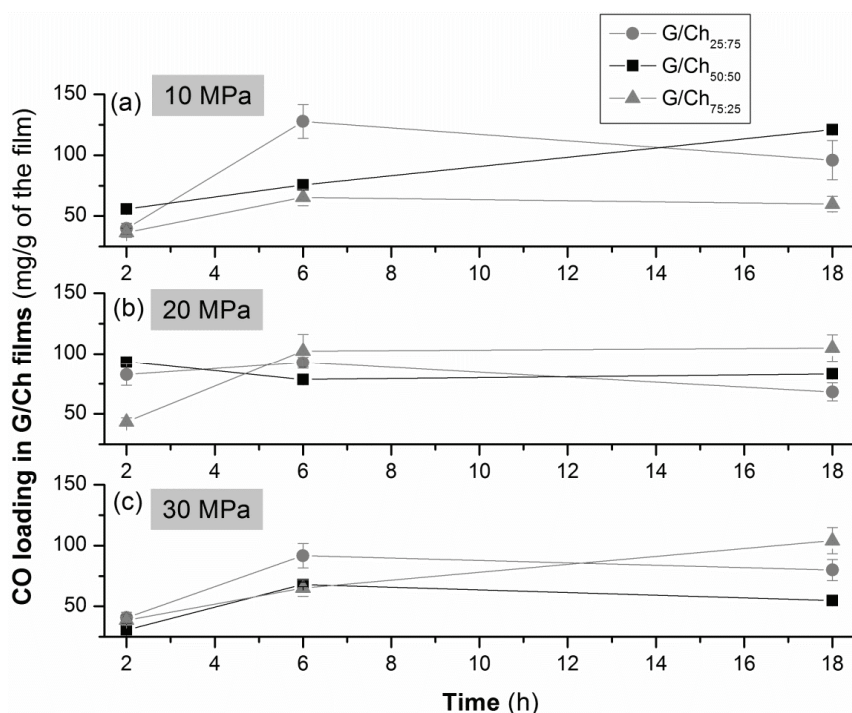 G/Ch25:75
G/Ch50:50
G/Ch75:25
(a) 10 MPa
150
100
50
2 4 6 8 10 12 14 16 18
(b) 20 MPa
150
100
50
2 4 6 8 10 12 14 16 18
(c) 30 MPa
150
100
50
2 4 6 8 10 12 14 16 18
CO loading in G/Ch films (mg/g of the film)
Time (h)